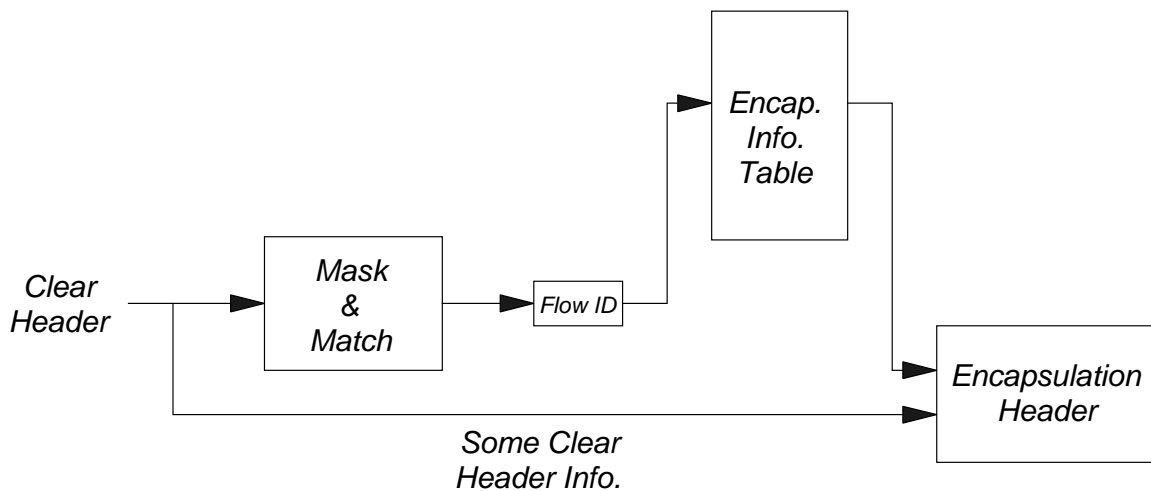 Clear
Header
Mask
&
Match
Flow ID
Encap.
Info.
Table
Encapsulation
Header
Some Clear
Header Info.